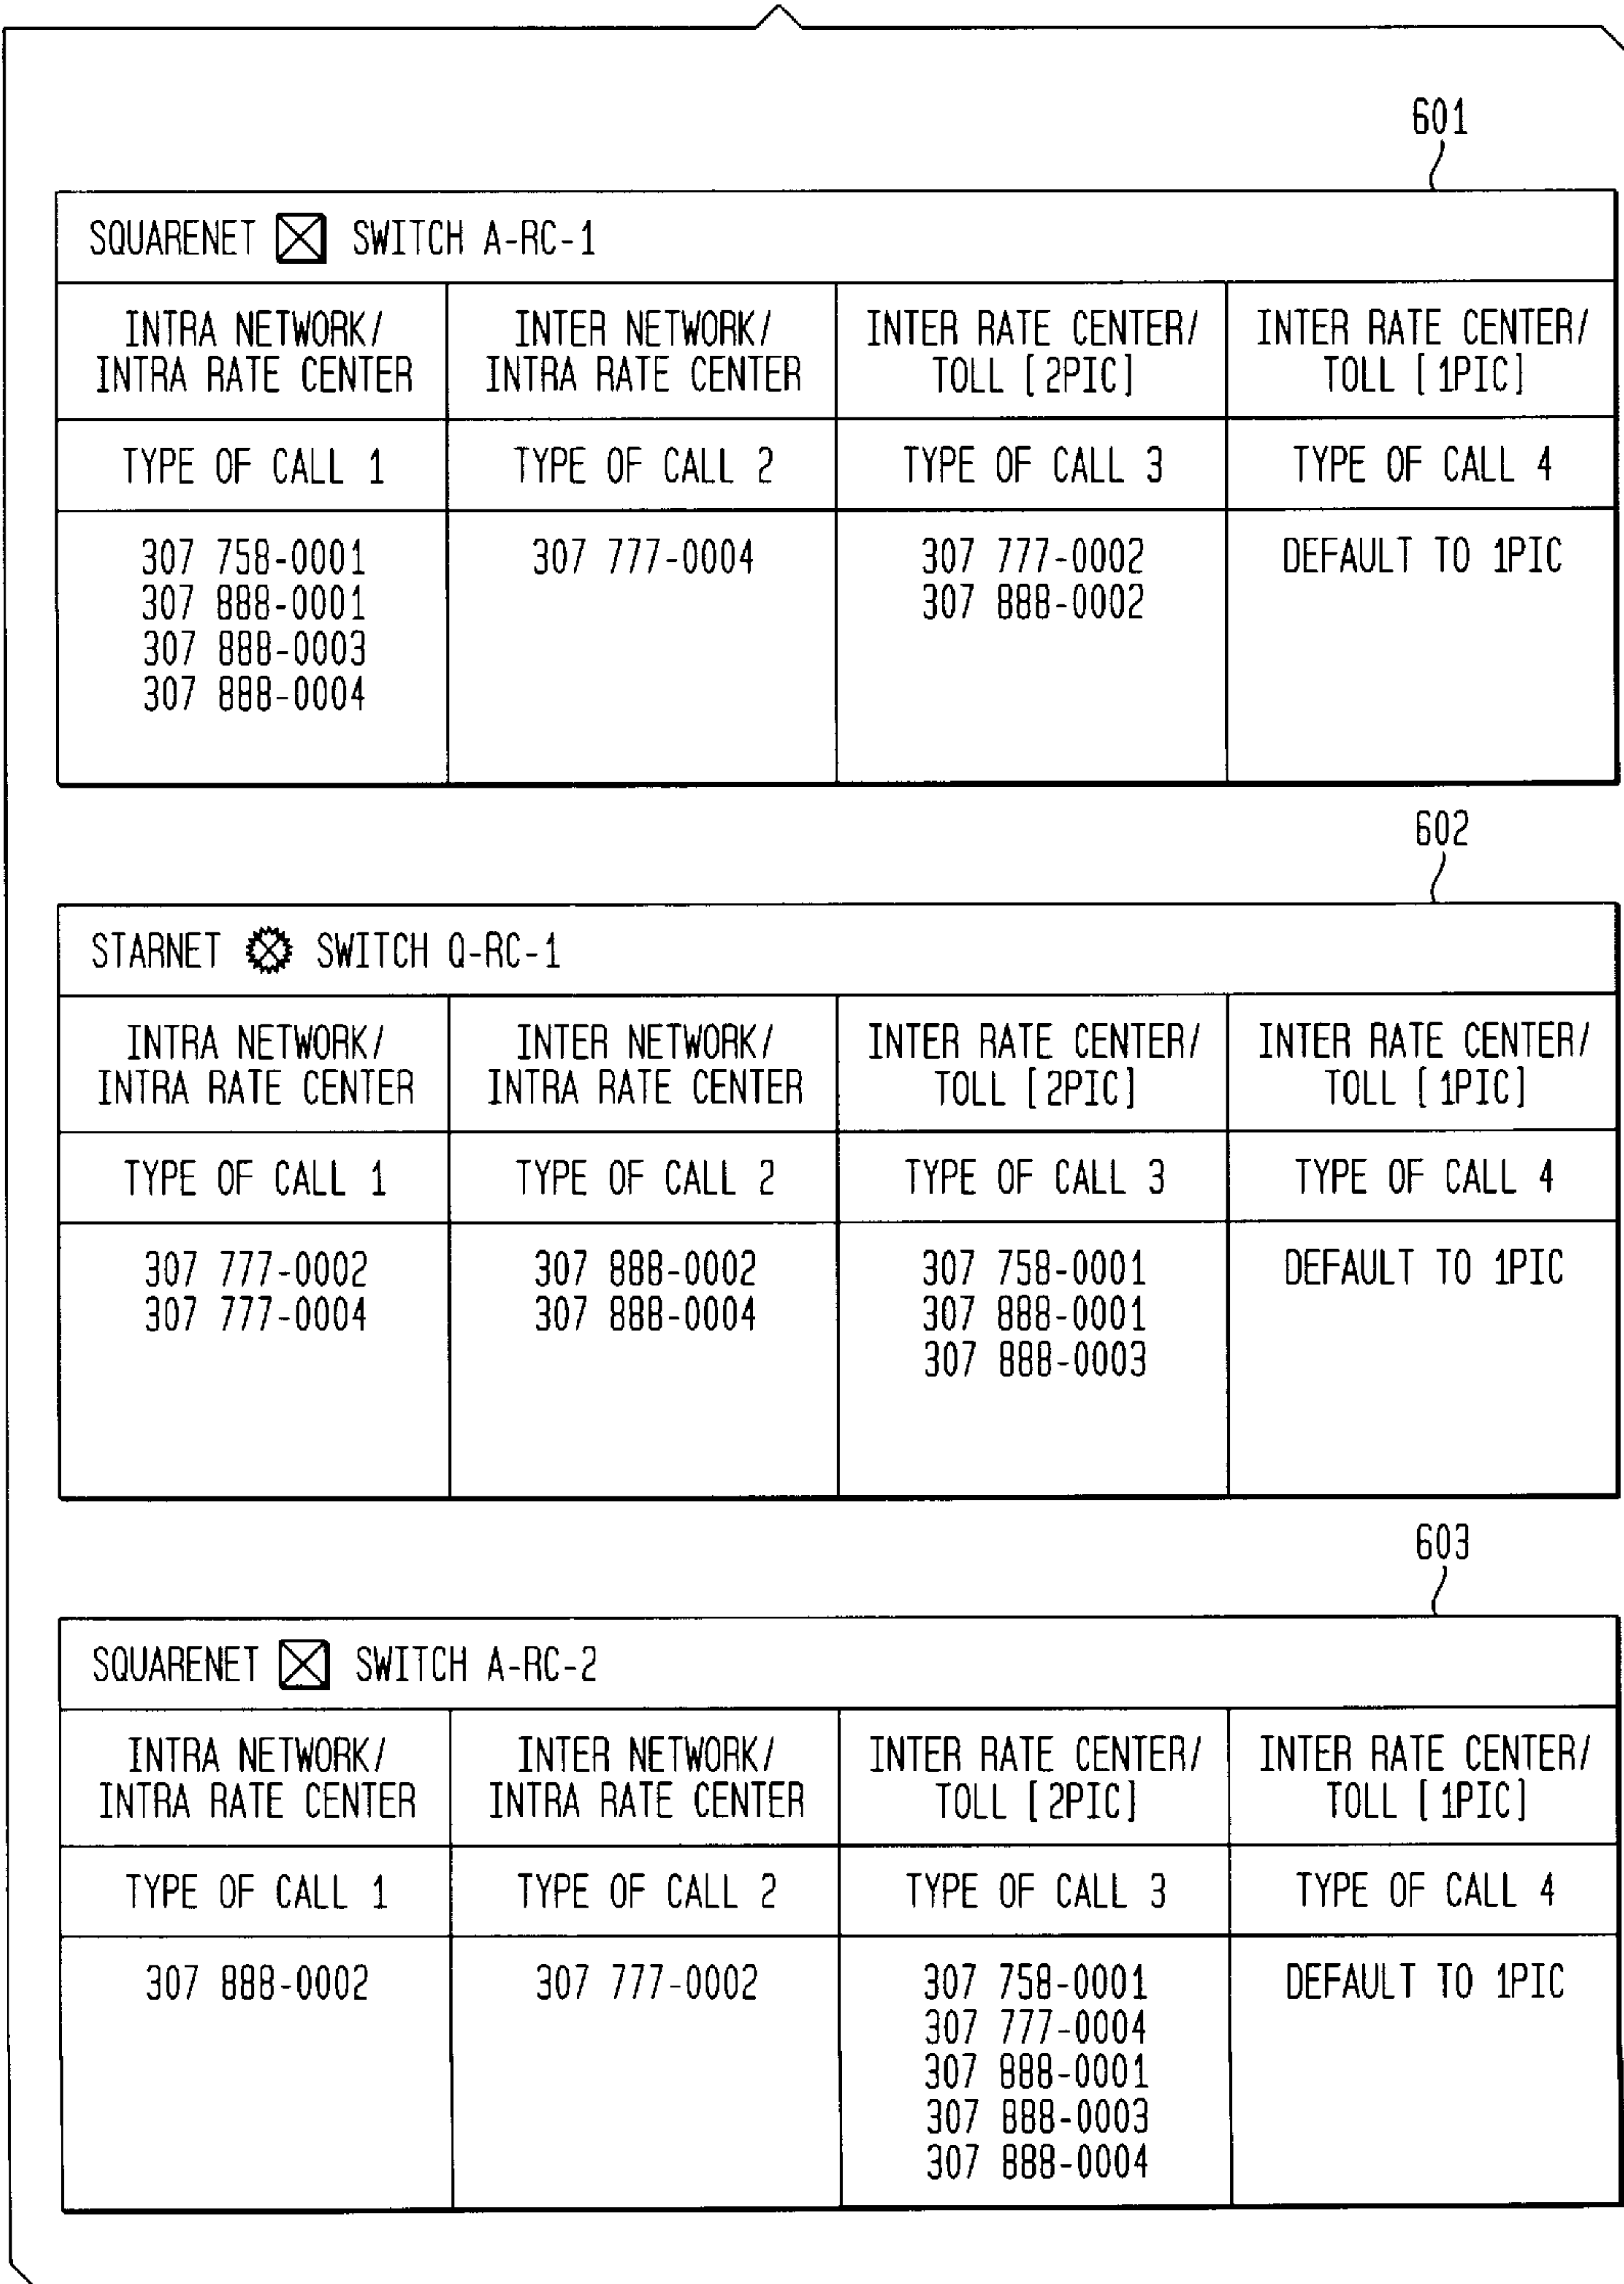 601
SQUARENET SWITCH A-RC-1
INTRA NETWORK/
INTRA RATE CENTER
INTER NETWORK/
INTRA RATE CENTER
INTER RATE CENTER/
TOLL [2PIC]
INTER RATE CENTER/
TOLL [1PIC]
TYPE OF CALL 1
TYPE OF CALL 2
TYPE OF CALL 3
TYPE OF CALL 4
307 758-0001
307 888-0001
307 888-0003
307 888-0004
307 777-0004
307 777-0002
307 888-0002
DEFAULT TO 1PIC
602
STARNET SWITCH Q-RC-1
INTRA NETWORK/
INTRA RATE CENTER
INTER NETWORK/
INTRA RATE CENTER
INTER RATE CENTER/
TOLL [2PIC]
INTER RATE CENTER/
TOLL [1PIC]
TYPE OF CALL 1
TYPE OF CALL 2
TYPE OF CALL 3
TYPE OF CALL 4
307 777-0002
307 777-0004
307 888-0002
307 888-0004
307 758-0001
307 888-0001
307 888-0003
DEFAULT TO 1PIC
603
SQUARENET SWITCH A-RC-2
INTRA NETWORK/
INTRA RATE CENTER
INTER NETWORK/
INTRA RATE CENTER
INTER RATE CENTER/
TOLL [2PIC]
INTER RATE CENTER/
TOLL [1PIC]
TYPE OF CALL 1
TYPE OF CALL 2
TYPE OF CALL 3
TYPE OF CALL 4
307 888-0002
307 777-0002
307 758-0001
307 777-0004
307 888-0001
307 888-0003
307 888-0004
DEFAULT TO 1PIC